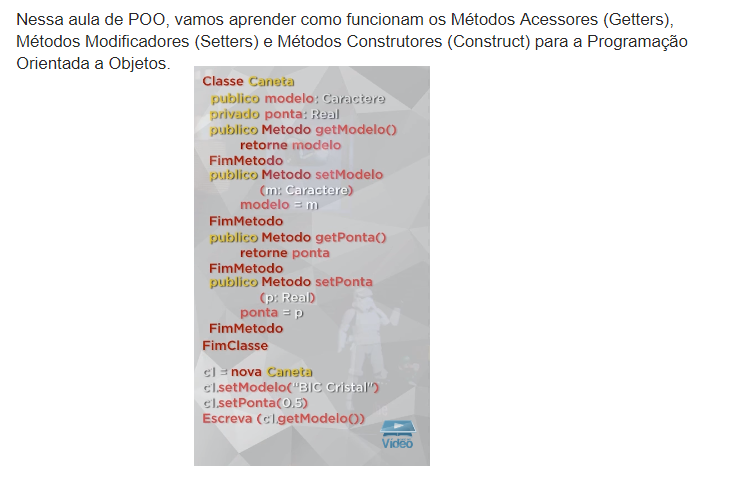 Nessa aula de POO, vamos aprender como funcionam os Métodos Acessores (Getters),
Métodos Modificadores (Setters) e Métodos Construtores (Construct) para a Programação
Orientada a Objetos.
Classe Caneta
publico modelo: Caractere
privado ponta: Real
publico Metodo getModelo()
retorne modelo
FimMetodo
publico Metodo setModelo
(m: Caractere)
modelo = m
FimMetodo
publico Metodo getPonta()
retorne ponta
FimMetodo
publico Metodo setPonta
(p: Real)
ponta = p
FimMetodo
FimClasse
c1 = nova Caneta
c1.setModelo("BIC Cristal")
c1.setPonta(0.5)
Escreva (c1.getModelo())
Vídeo